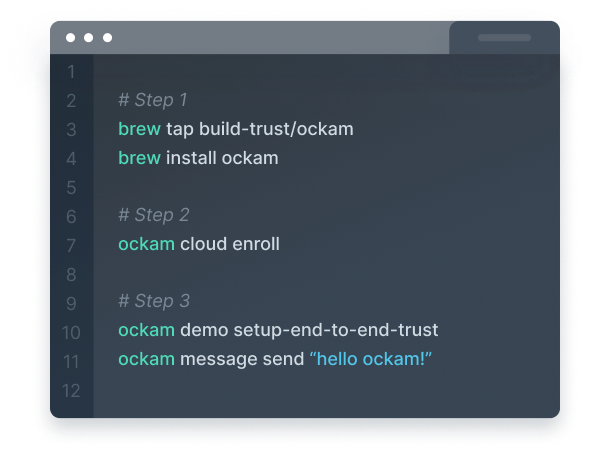 1
2 # Step 1
3 brew tap build-trust/ockam
4 brew install ockam
5
6 # Step 2
7 ockam cloud enroll
8
9 # Step 3
10 ockam demo setup-end-to-end-trust
11 ockam message send “hello ockam!”
12